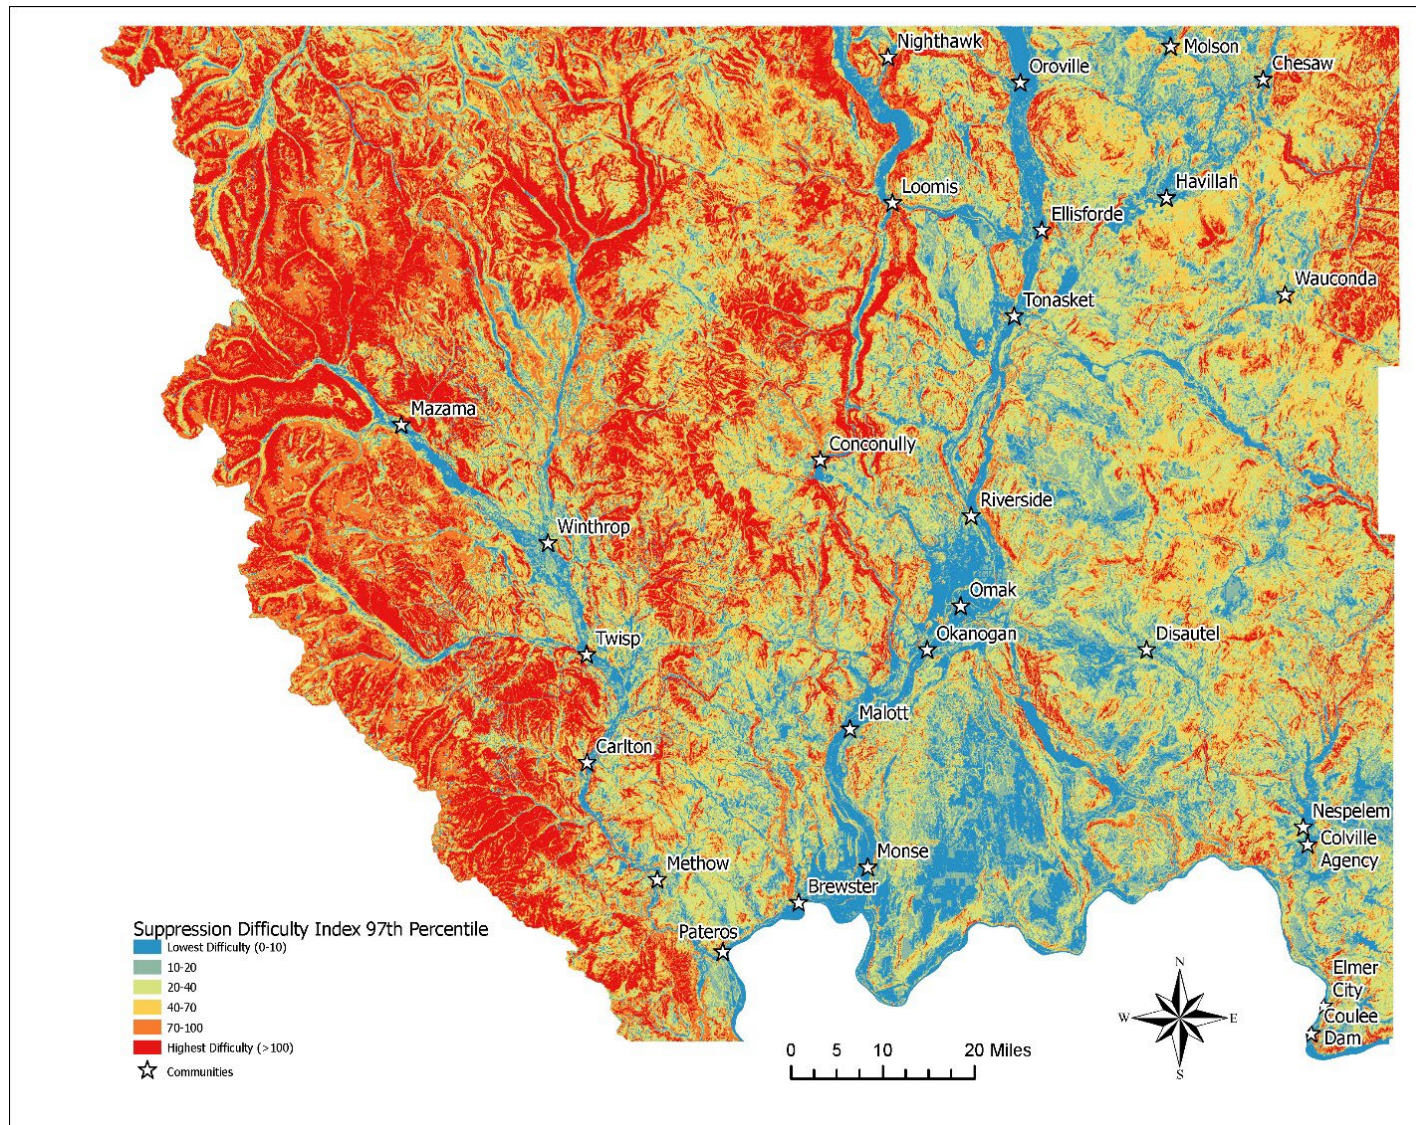 Nighthawk
Molson
Oroville
Chesaw
Loomis
Havillah
Ellisforde
Wauconda
Tonasket
Mazama
Conconully
Riverside
Winthrop
Omak
Twisp
Okanogan
Disautel
Malott
Carlton
Nespelem
Colville
Agency
Methow
Monse
Brewster
Pateros
Elmer
City
Coulee
Dam
Suppression Difficulty Index 97th Percentile
Lowest Difficulty (0-10)
10-20
20-40
40-70
70-100
Highest Difficulty (>100)
Communities
0 5 10 20 Miles
N
W E
S